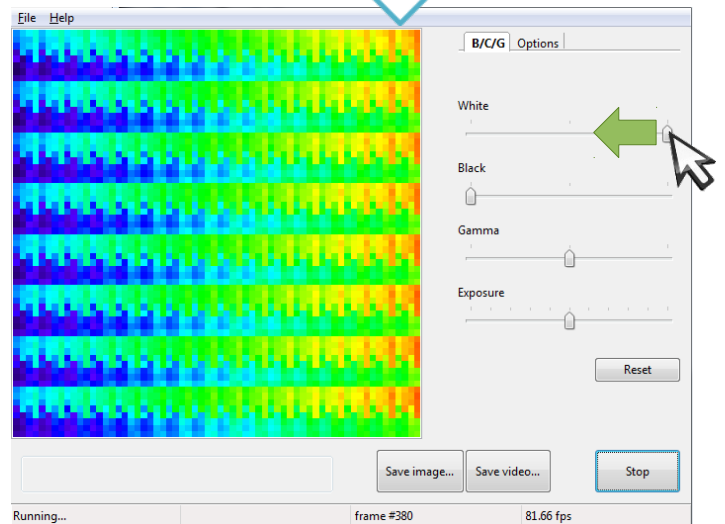 File Help
B/C/G Options
White
Black
Gamma
Exposure
Reset
Save image... Save video... Stop
Running... frame #380 81.66 fps